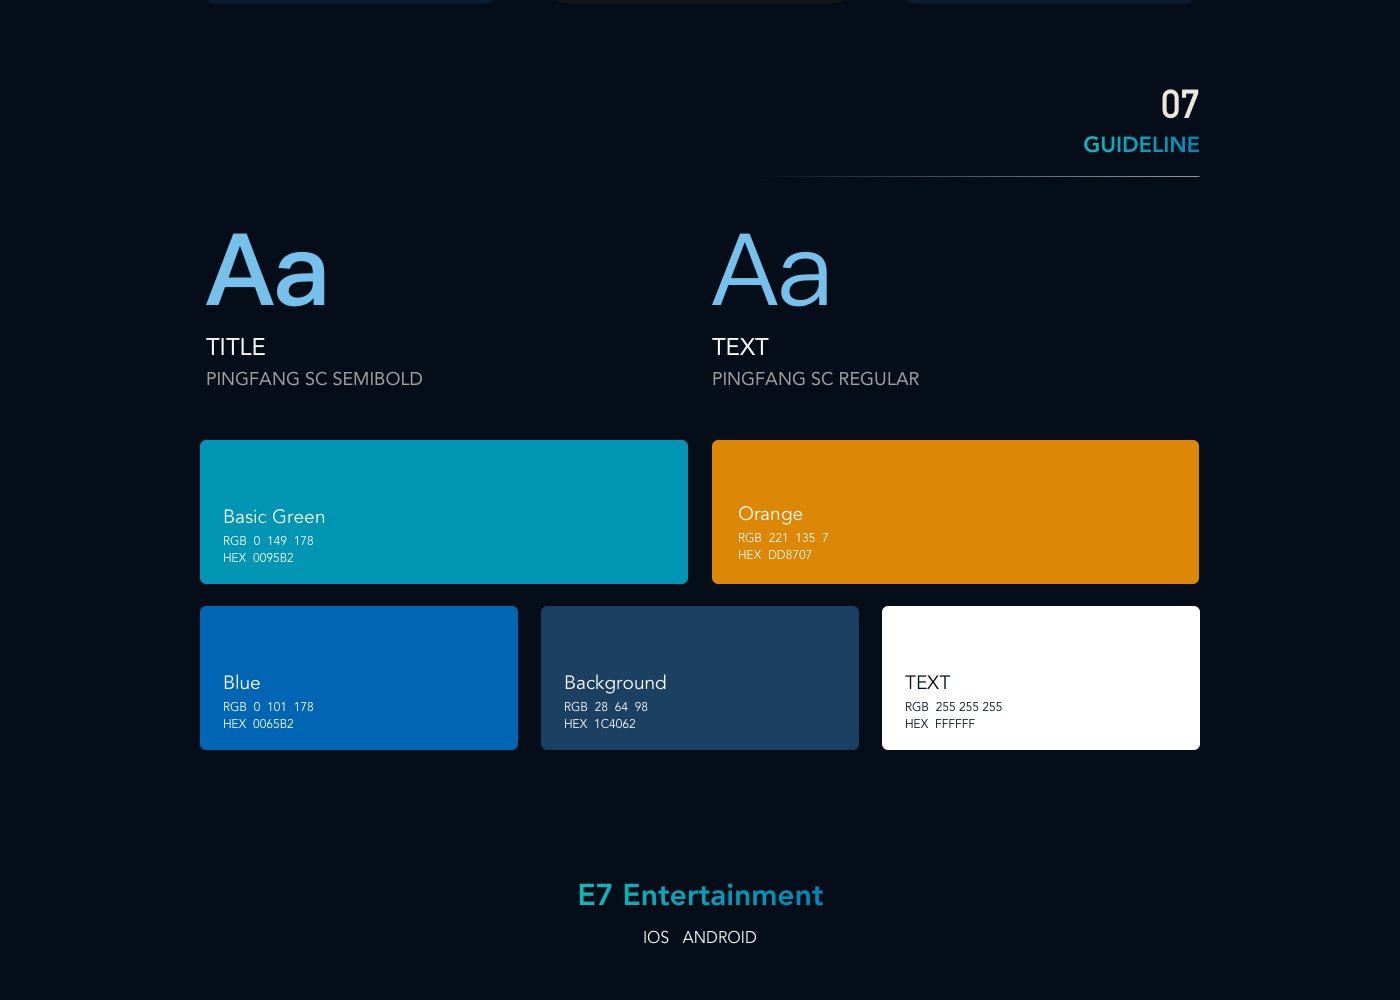 07
GUIDELINE
Aa
TITLE
PINGFANG SC SEMIBOLD
Aa
TEXT
PINGFANG SC REGULAR
Basic Green
RGB 0 149 178
HEX 0095B2
Orange
RGB 221 135 7
HEX DD8707
Blue
RGB 0 101 178
HEX 0065B2
Background
RGB 28 64 98
HEX 1C4062
TEXT
RGB 255 255 255
HEX FFFFFF
E7 Entertainment
IOS ANDROID